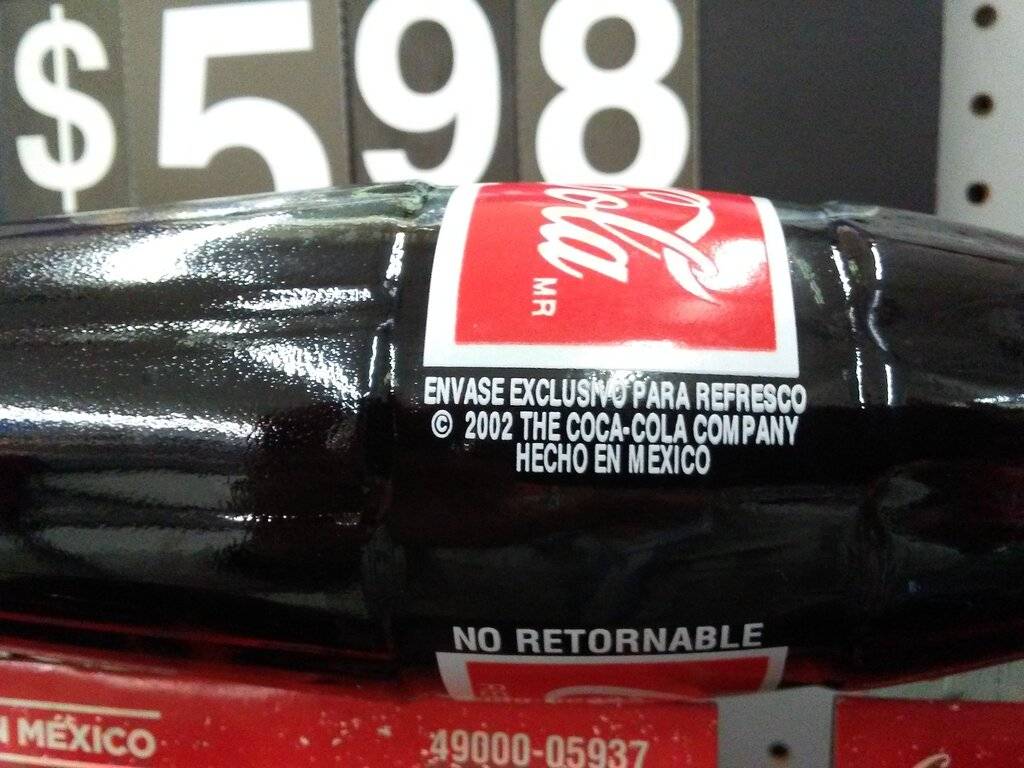 $598
Cola
MR
ENVASE EXCLUSIVO PARA REFRESCO
© 2002 THE COCA-COLA COMPANY
HECHO EN MEXICO
NO RETORNABLE
N MÉXICO
49000-05937